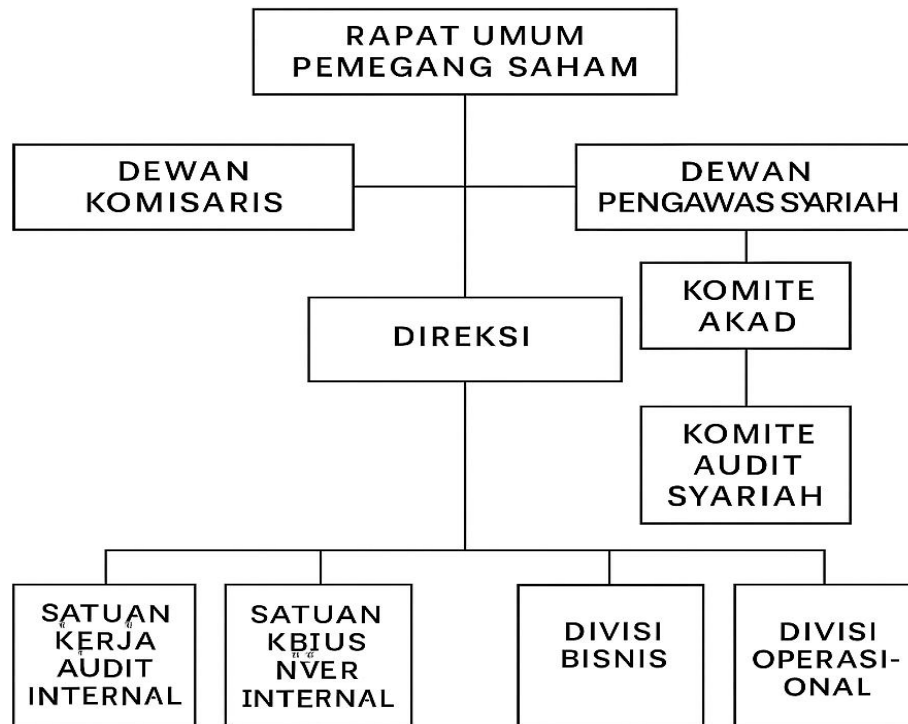 RAPAT UMUM
PEMEGANG SAHAM
DEWAN
KOMISARIS
DEWAN
PENGAWAS SYARIAH
KOMITE
AKAD
DIREKSI
KOMITE
AUDIT
SYARIAH
SATUAN
KERJA
AUDIT
INTERNAL
SATUAN
KBIUS
NVER
INTERNAL
DIVISI
BISNIS
DIVISI
OPERASI-
ONAL